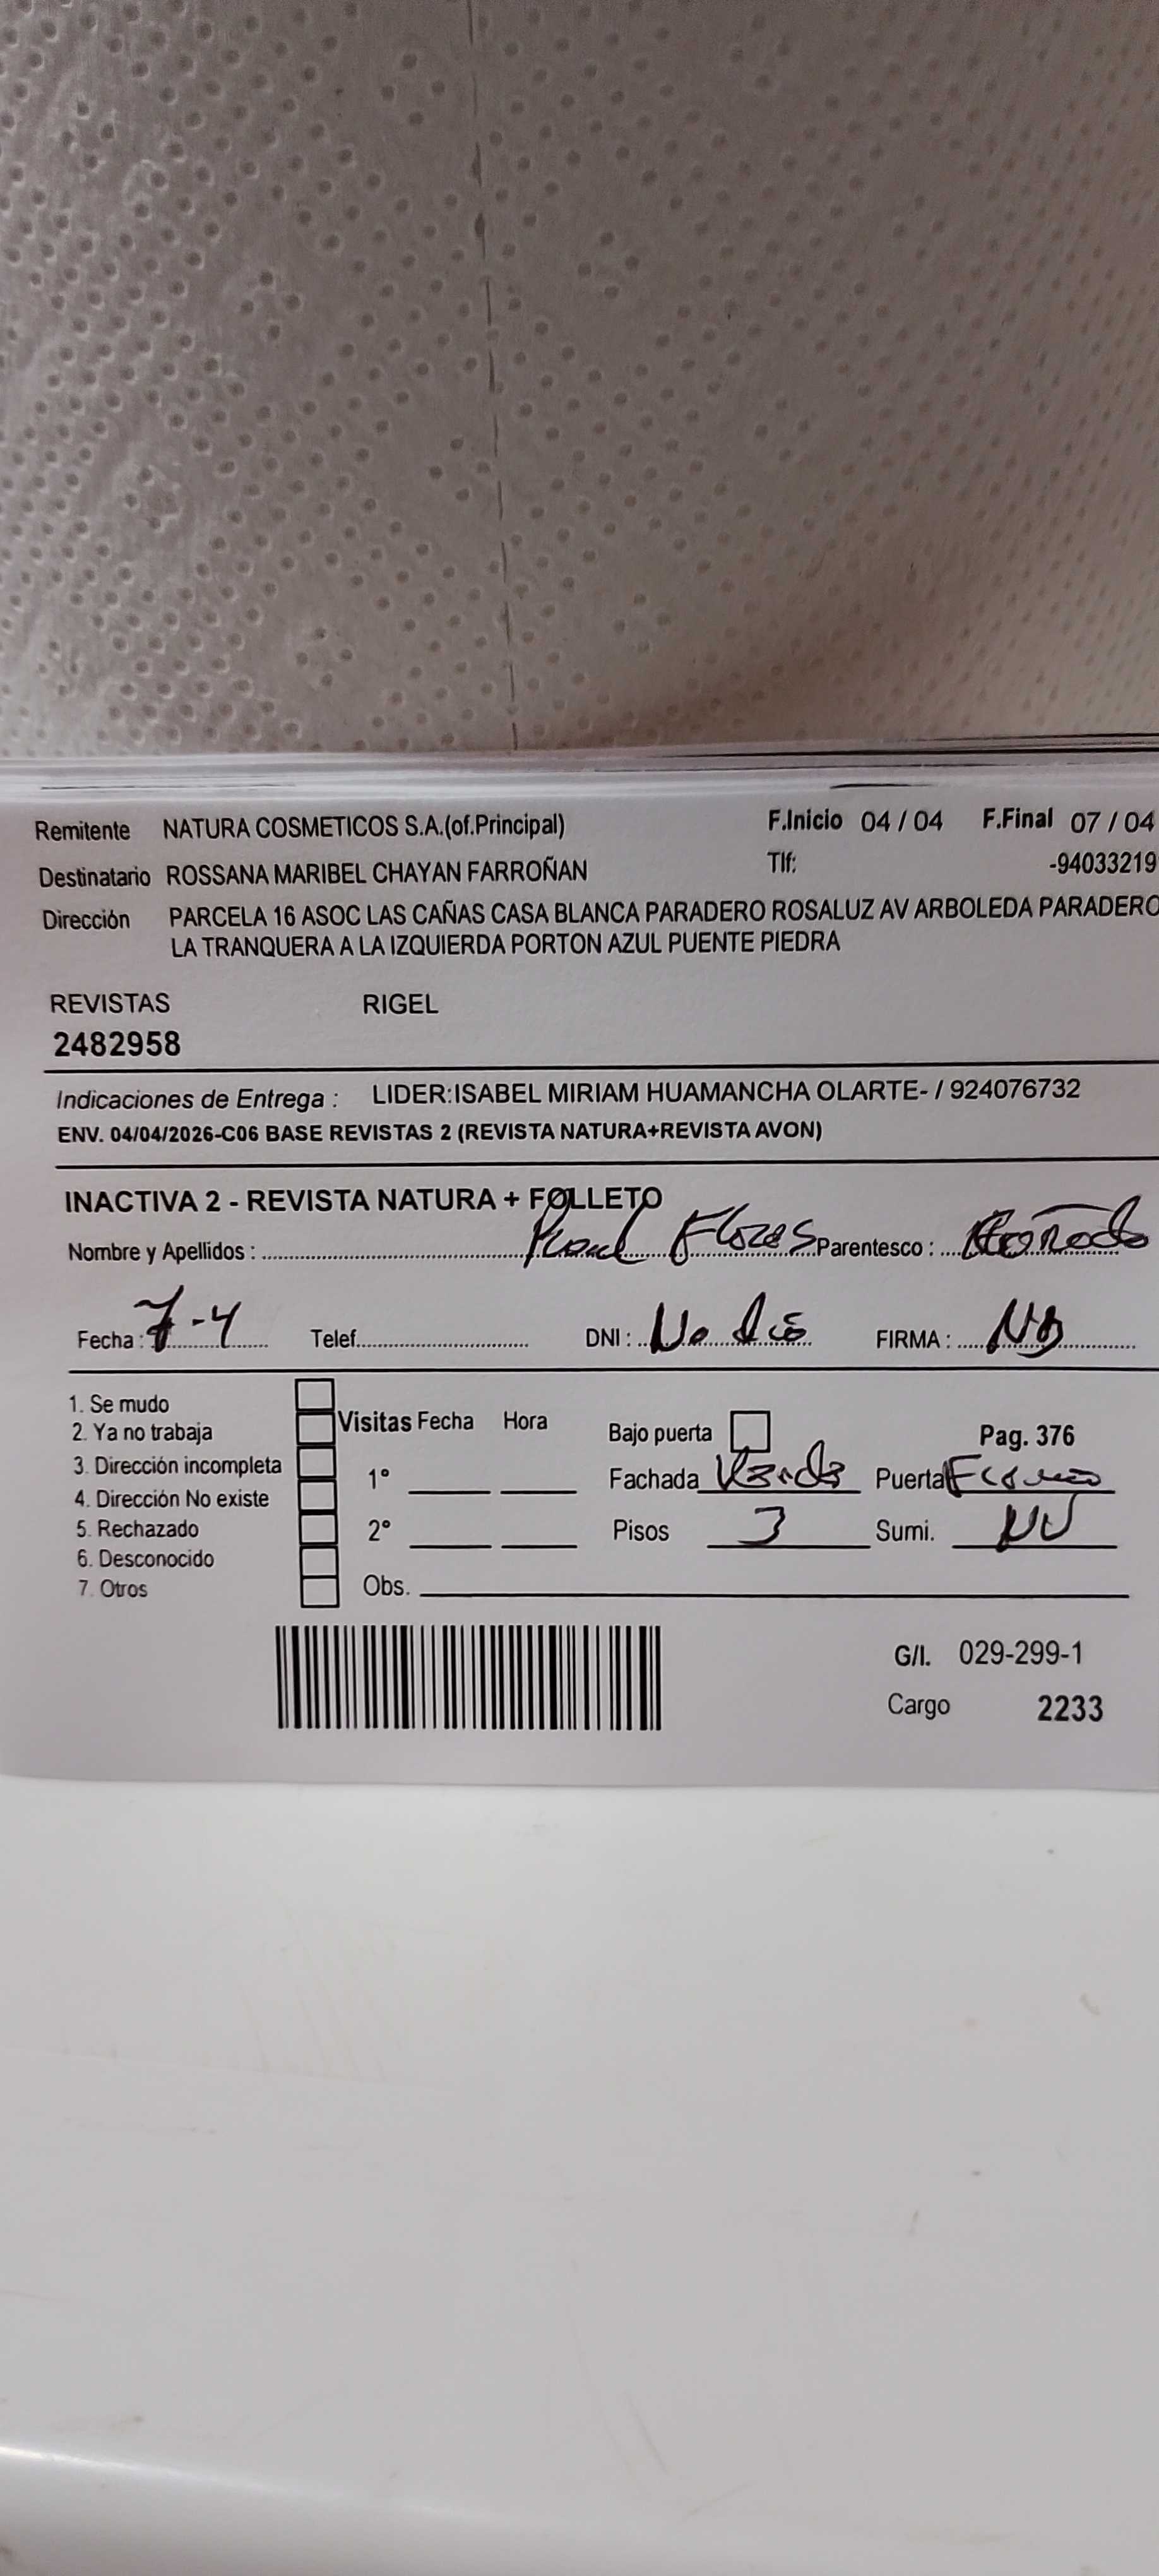 Remitente NATURA COSMETICOS S.A.(of.Principal) F.Inicio 04 / 04 F.Final 07 / 04
Destinatario ROSSANA MARIBEL CHAYAN FARROÑAN Tlf: -94033219
Dirección PARCELA 16 ASOC LAS CAÑAS CASA BLANCA PARADERO ROSALUZ AV ARBOLEDA PARADERO
LA TRANQUERA A LA IZQUIERDA PORTON AZUL PUENTE PIEDRA
REVISTAS RIGEL
2482958
Indicaciones de Entrega : LIDER:ISABEL MIRIAM HUAMANCHA OLARTE- / 924076732
ENV. 04/04/2026-C06 BASE REVISTAS 2 (REVISTA NATURA+REVISTA AVON)
INACTIVA 2 - REVISTA NATURA + FOLLETO
Nombre y Apellidos : Flores Parentesco :
Fecha : 7-4 Telef. DNI : No dio FIRMA :
1. Se mudo
2. Ya no trabaja Visitas Fecha Hora Bajo puerta Pag. 376
3. Dirección incompleta 1° Fachada Verde Puerta
4. Dirección No existe
5. Rechazado 2° Pisos 3 Sumi.
6. Desconocido
7. Otros Obs.
G/I. 029-299-1
Cargo 2233